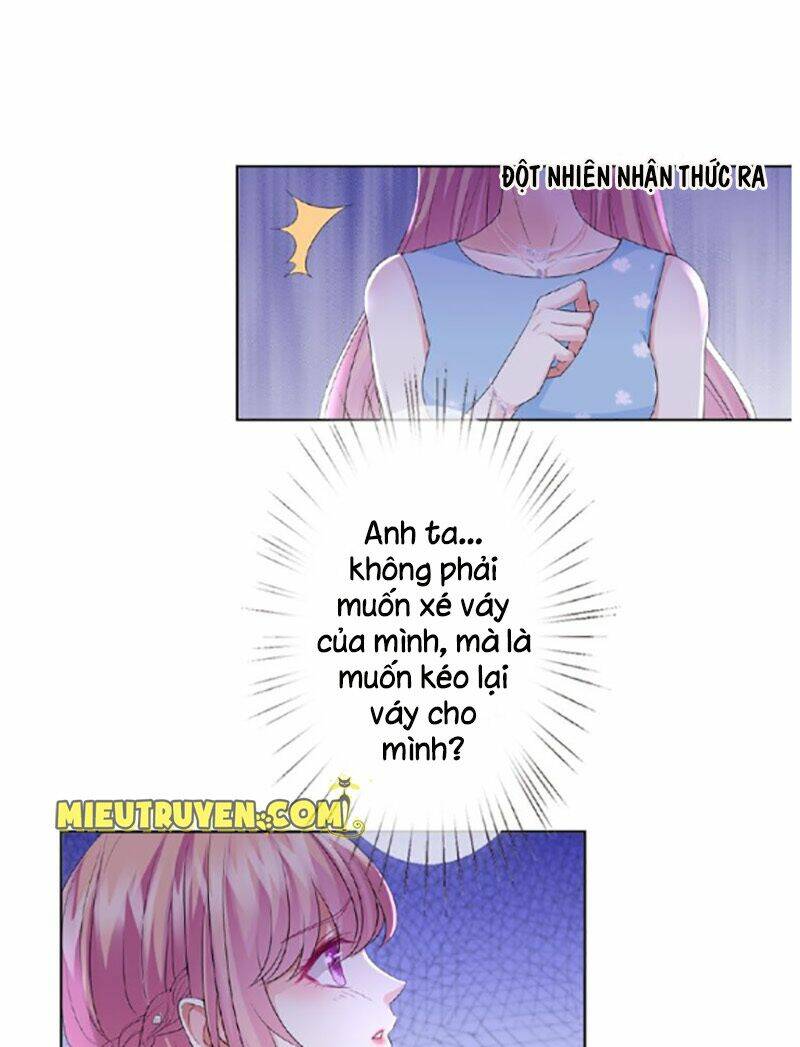 ĐỘT NHIÊN NHẬN THỨC RA
Anh ta...
không phải
muốn xé váy
của mình, mà là
muốn kéo lại
váy cho
mình?
MIEUTRUYEN.COM